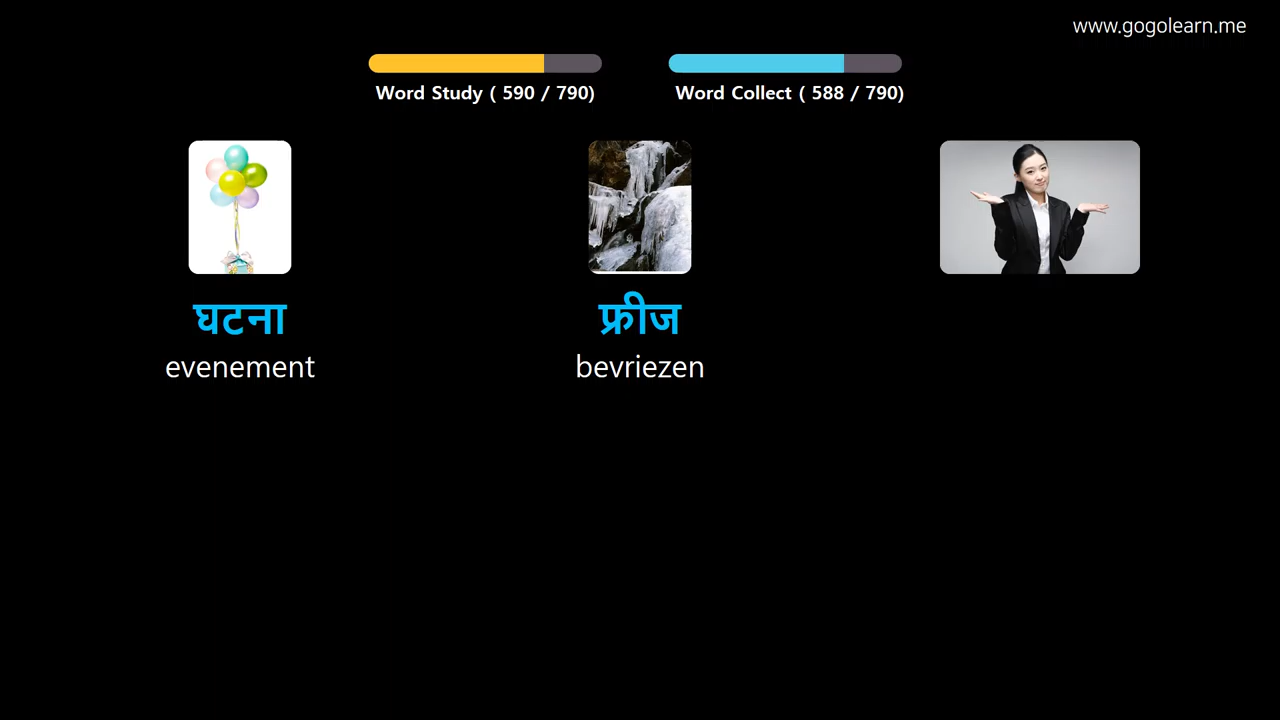 www.gogolearn.me
Word Study ( 590 / 790)
Word Collect ( 588 / 790)
घटना
evenement
फ्रीज
bevriezen